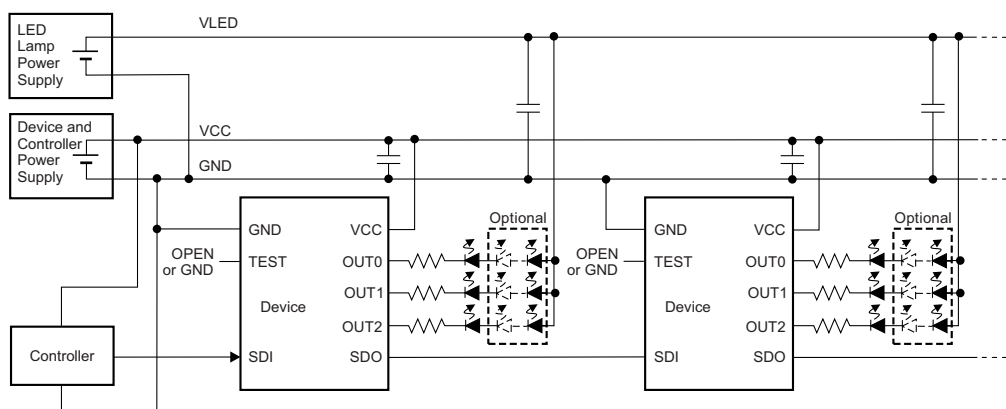 LED
Lamp
Power
Supply
VLED
Device and
Controller
Power
Supply
VCC
GND
Optional
Optional
GND
VCC
GND
VCC
OPEN
or GND
TEST
OUT0
OPEN
or GND
TEST
OUT0
OUT1
OUT1
Device
Device
OUT2
OUT2
Controller
SDI
SDO
SDI
SDO